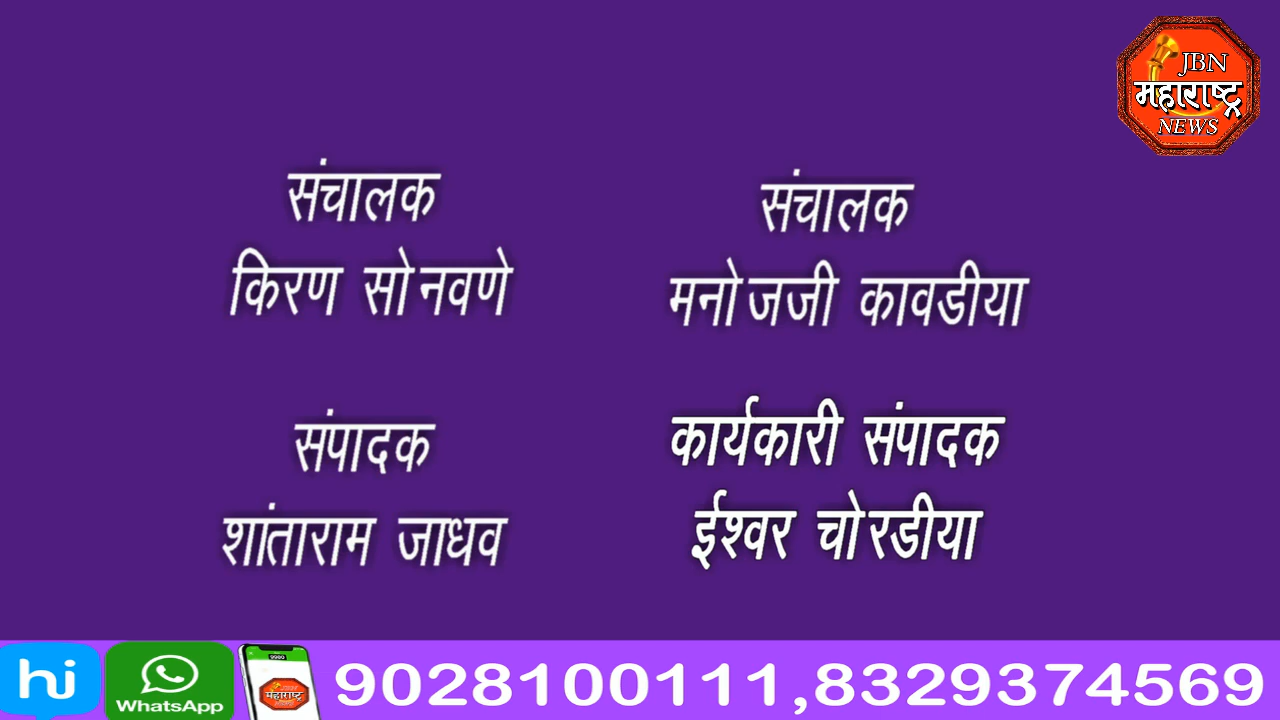 JBN
महाराष्ट्र
NEWS
संचालक
किरण सोनवणे
संचालक
मनोजजी कावडीया
संपादक
शांताराम जाधव
कार्यकारी संपादक
ईश्वर चोरडीया
hi
WhatsApp
महाराष्ट्र
9028100111,8329374569